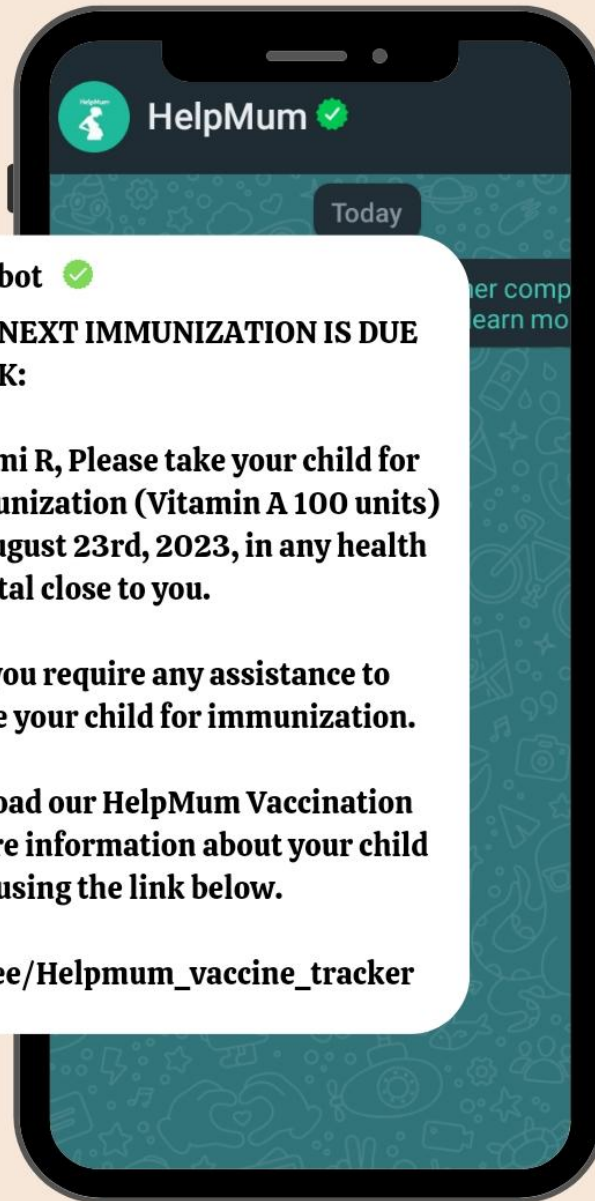 HelpMum
HelpMum
Today
er comp
learn mo
bot
NEXT IMMUNIZATION IS DUE
K:
mi R, Please take your child for
unization (Vitamin A 100 units)
ugust 23rd, 2023, in any health
tal close to you.
you require any assistance to
e your child for immunization.
oad our HelpMum Vaccination
re information about your child
using the link below.
ee/Helpmum_vaccine_tracker